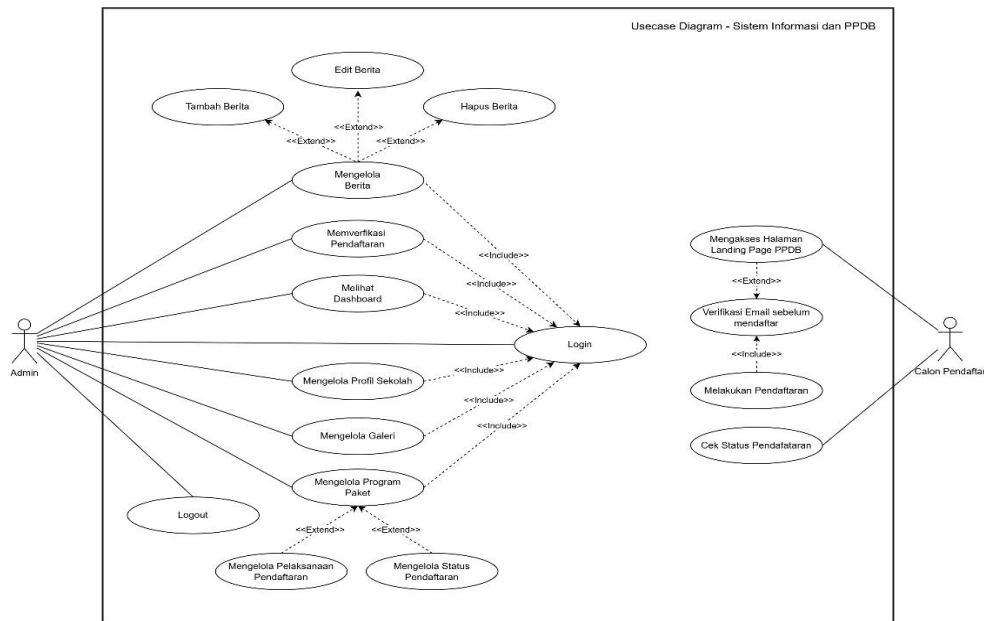 Usecase Diagram - Sistem Informasi dan PPDB
Edit Berita
Tambah Berita
Hapus Berita
<<Extend>>
<<Extend>>
<<Extend>>
Mengelola
Berita
Memverfikasi
Pendaftaran
<<Include>>
Mengakses Halaman
Landing Page PPDB
Melihat
Dashboard
<<Include>>
<<Extend>>
<<Include>>
Verifikasi Email sebelum
mendaftar
Login
Admin
<<Include>>
Calon Pendaftar
Mengelola Profil Sekolah
<<Include>>
Melakukan Pendaftaran
<<Include>>
Mengelola Galeri
<<Include>>
Cek Status Pendafataran
Mengelola Program
Paket
Logout
<<Extend>>
<<Extend>>
Mengelola Pelaksanaan
Pendaftaran
Mengelola Status
Pendaftaran